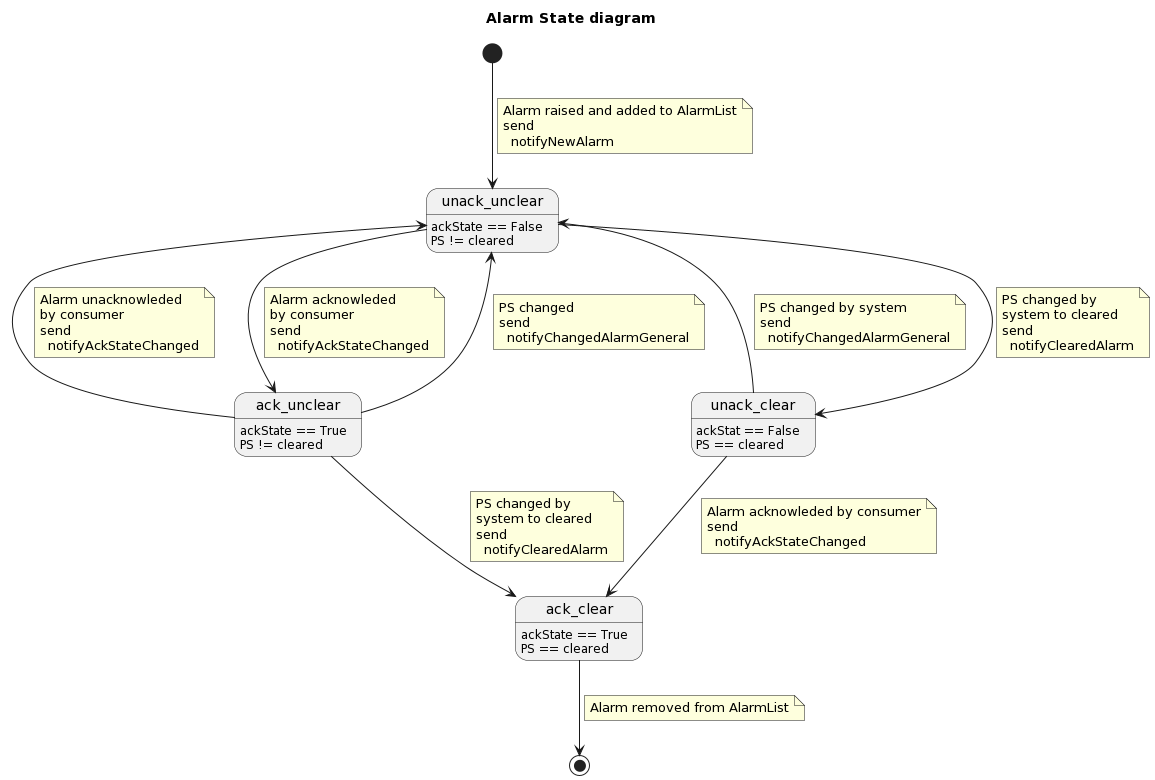 Alarm State diagram
Alarm raised and added to AlarmList
send
notifyNewAlarm
unack_unclear
ackState == False
PS != cleared
Alarm unacknowleded
by consumer
send
notifyAckStateChanged
Alarm acknowleded
by consumer
send
notifyAckStateChanged
PS changed
send
notifyChangedAlarmGeneral
PS changed by system
send
notifyChangedAlarmGeneral
PS changed by
system to cleared
send
notifyClearedAlarm
ack_unclear
ackState == True
PS != cleared
unack_clear
ackStat == False
PS == cleared
PS changed by
system to cleared
send
notifyClearedAlarm
Alarm acknowleded by consumer
send
notifyAckStateChanged
ack_clear
ackState == True
PS == cleared
Alarm removed from AlarmList